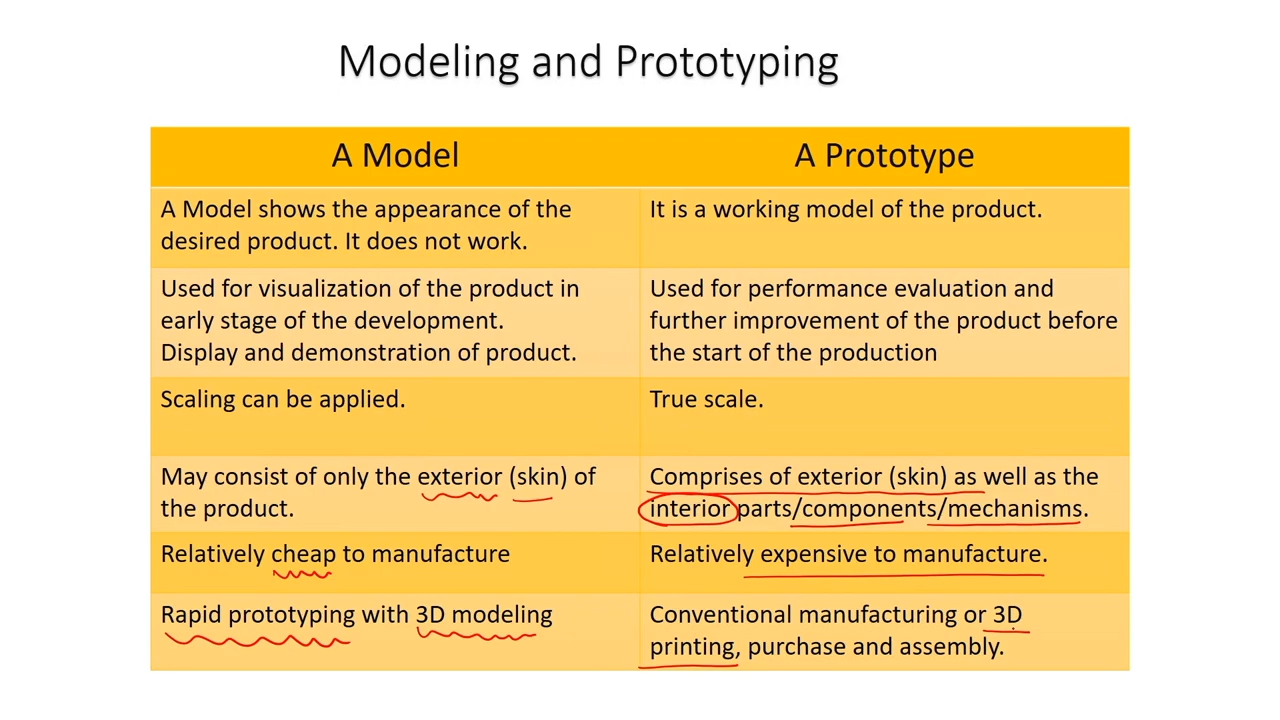 Modeling and Prototyping
A Model
A Prototype
A Model shows the appearance of the
desired product. It does not work.
It is a working model of the product.
Used for visualization of the product in
early stage of the development.
Display and demonstration of product.
Used for performance evaluation and
further improvement of the product before
the start of the production
Scaling can be applied.
True scale.
May consist of only the exterior (skin) of
the product.
Comprises of exterior (skin) as well as the
interior parts/components/mechanisms.
Relatively cheap to manufacture
Relatively expensive to manufacture.
Rapid prototyping with 3D modeling
Conventional manufacturing or 3D
printing, purchase and assembly.